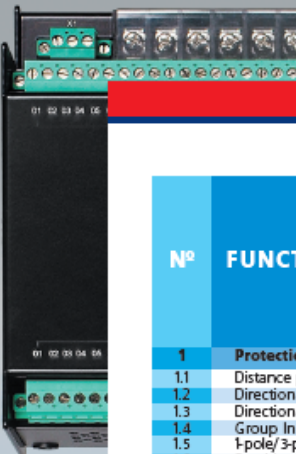 X1
01 02 03 04 05
Nº FUNCT
1 Protectio
1.1 Distance
1.2 Direction
1.3 Direction
1.4 Group In
1.5 1-pole/3-p
01 02 03 04 05